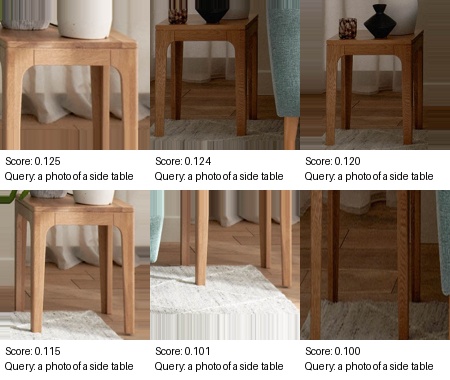 Score: 0.125
Query: a photo of a side table
Score: 0.124
Query: a photo of a side table
Score: 0.120
Query: a photo of a side table
Score: 0.115
Query: a photo of a side table
Score: 0.101
Query: a photo of a side table
Score: 0.100
Query: a photo of a side table